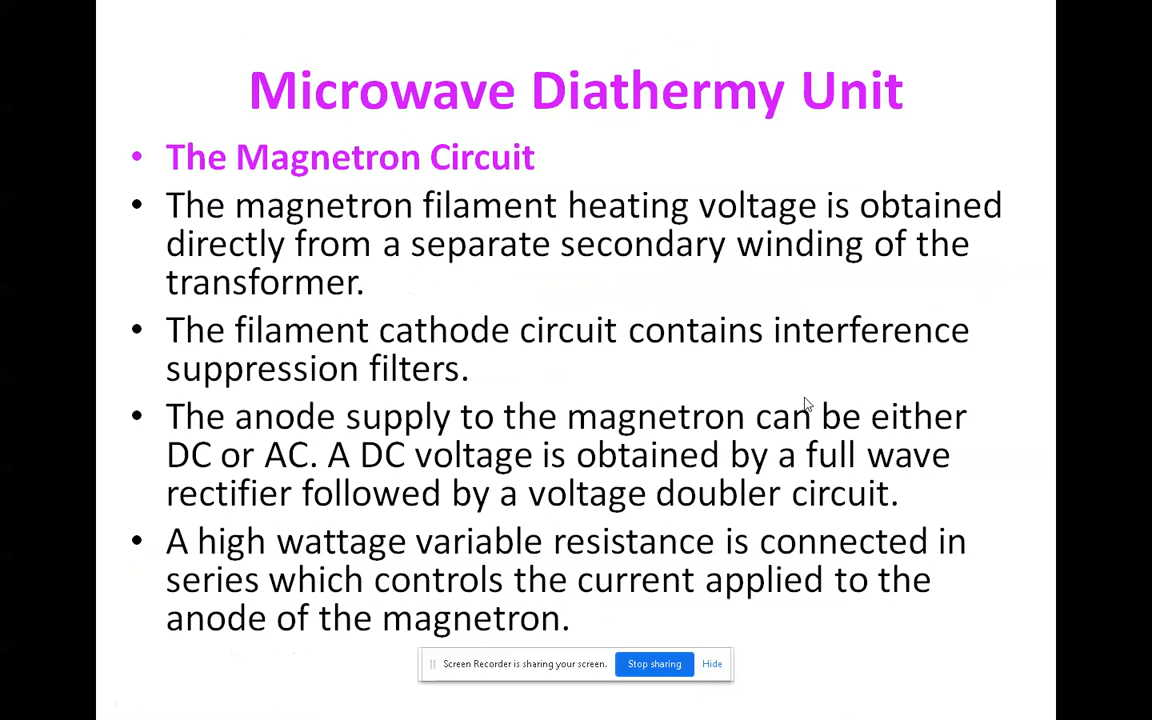 Microwave Diathermy Unit
• The Magnetron Circuit
• The magnetron filament heating voltage is obtained
directly from a separate secondary winding of the
transformer.
• The filament cathode circuit contains interference
suppression filters.
• The anode supply to the magnetron can be either
DC or AC. A DC voltage is obtained by a full wave
rectifier followed by a voltage doubler circuit.
• A high wattage variable resistance is connected in
series which controls the current applied to the
anode of the magnetron.
Screen Recorder is sharing your screen. Stop sharing Hide